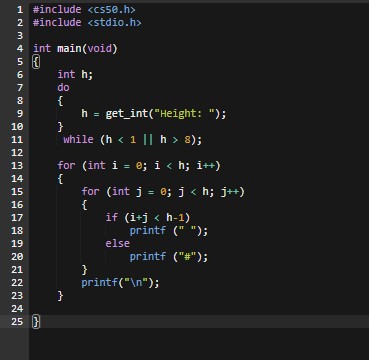 1 #include <cs50.h>
2 #include <stdio.h>
3
4 int main(void)
5 {
6     int h;
7     do
8     {
9         h = get_int("Height: ");
10     }
11      while (h < 1 || h > 8);
12
13     for (int i = 0; i < h; i++)
14     {
15         for (int j = 0; j < h; j++)
16         {
17             if (i+j < h-1)
18                 printf (" ");
19             else
20                 printf ("#");
21         }
22         printf("\n");
23     }
24
25 }